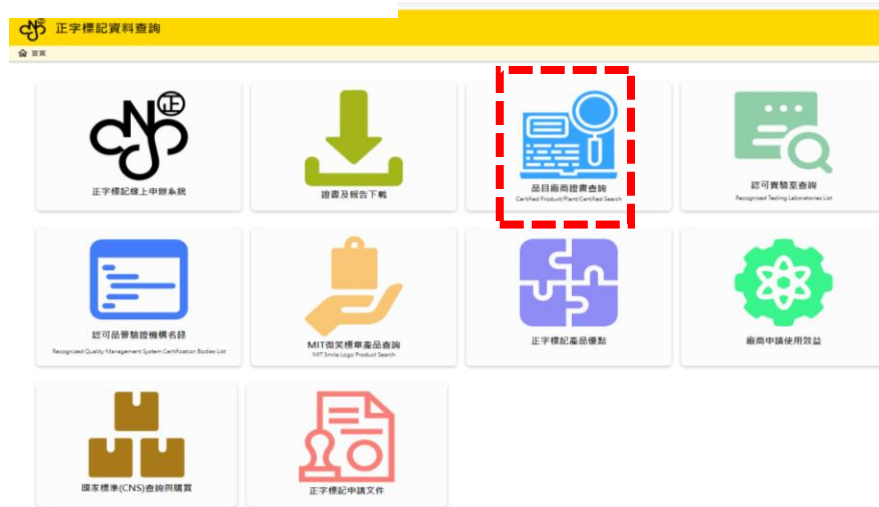 正 正字標記資料查詢
首頁
正
正字標記線上申辦系統
證書及報告下載
品目廠商證書查詢
Certified Product/Plant/Certified Search
認可實驗室查詢
Recognized Testing Laboratories List
認可品管驗證機構名錄
Recognized Quality Management System Certification Bodies List
MIT微笑標章產品查詢
MIT Smile Logo Product Search
正字標記產品優點
廠商申請使用效益
國家標準(CNS)查詢與購買
正字標記申請文件